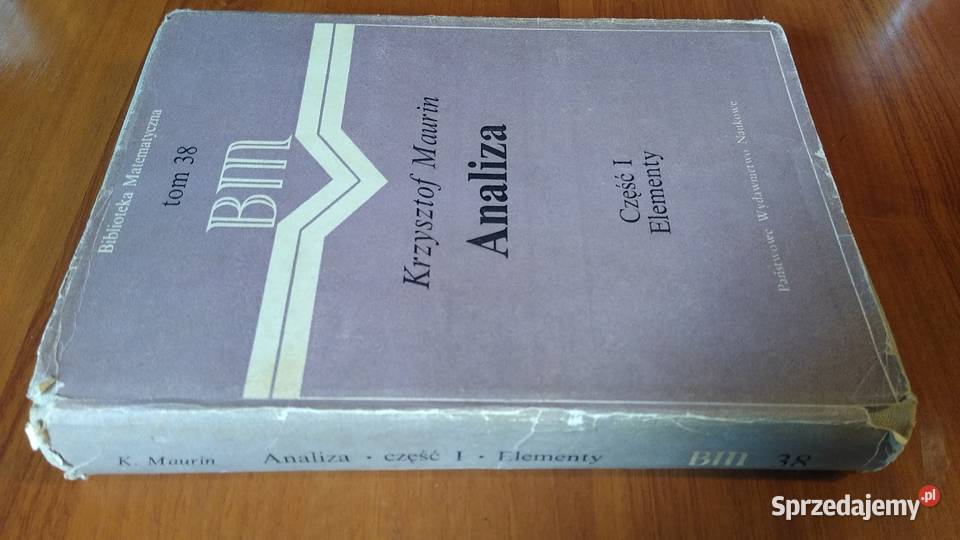 Biblioteka Matematyczna
tom 38
BM
Krzysztof Maurin
Analiza
Część I
Elementy
Państwowe Wydawnictwo Naukowe
K. Maurin Analiza • część I • Elementy BM 38
Sprzedajemy.pl